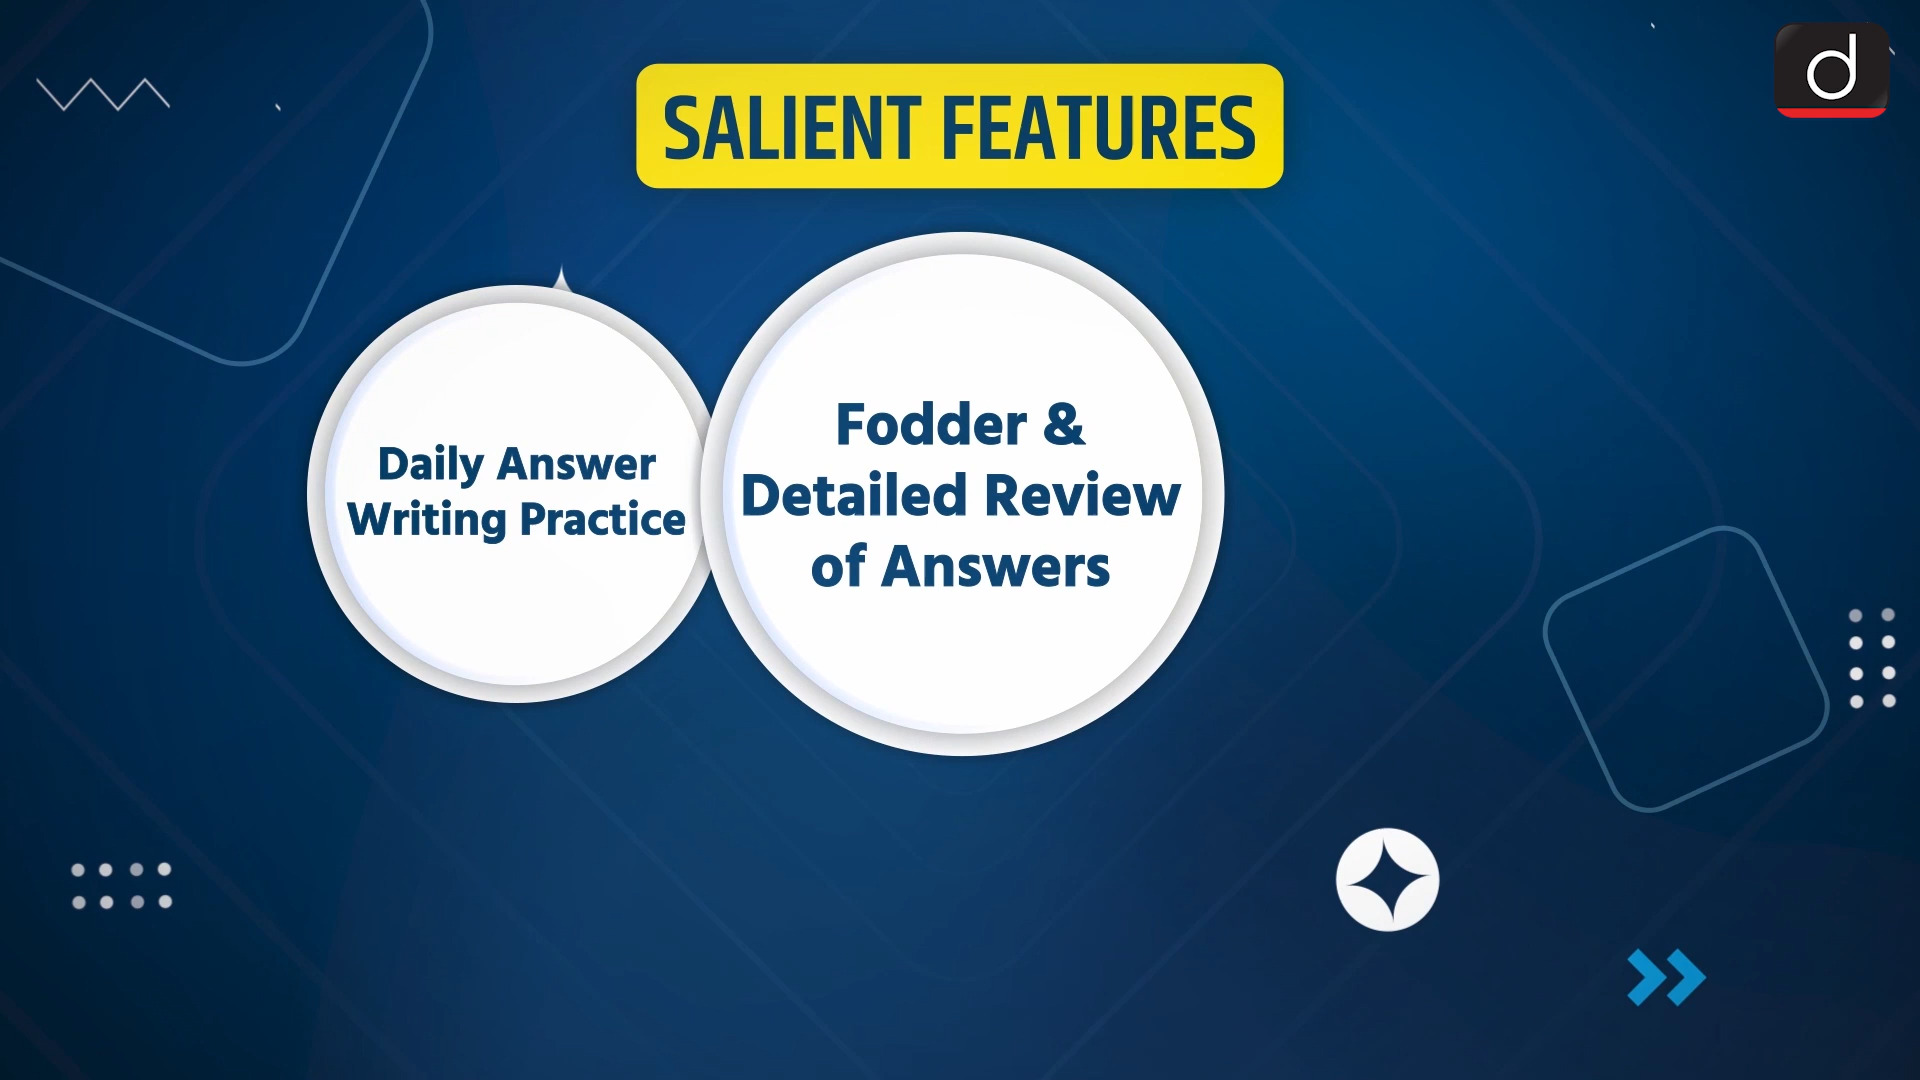 SALIENT FEATURES
d
Daily Answer
Writing Practice
Fodder &
Detailed Review
of Answers